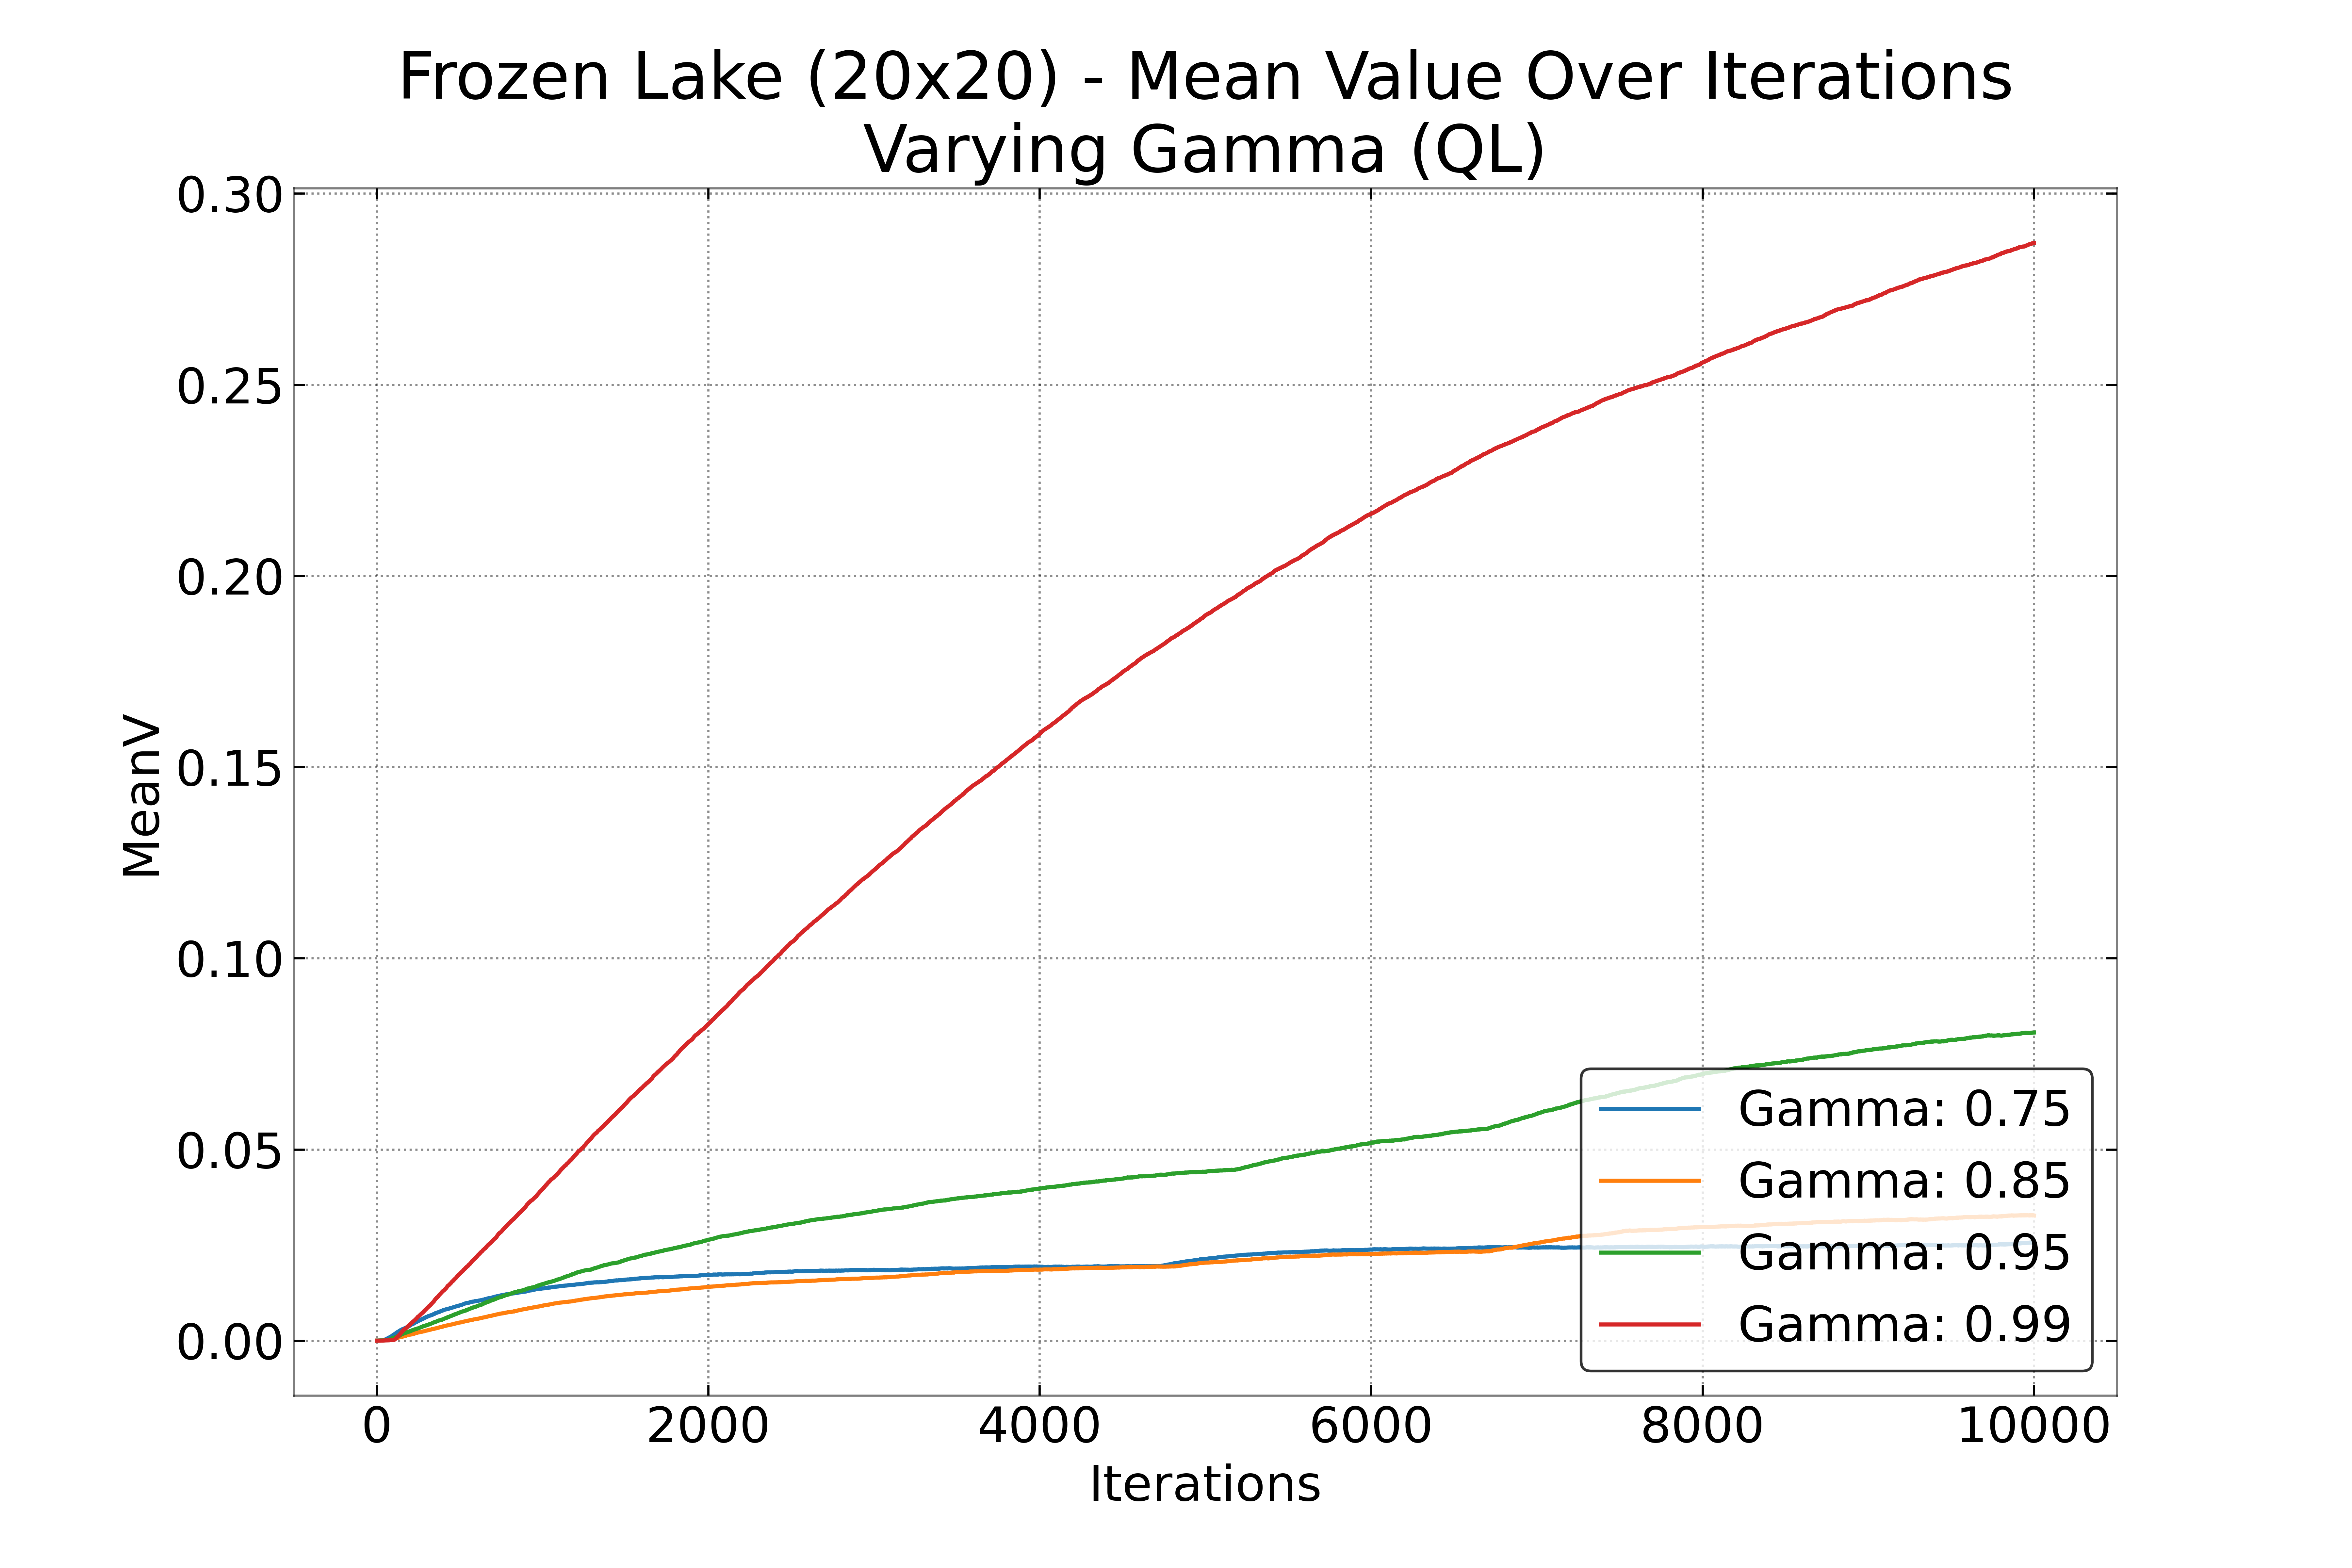 Frozen Lake (20x20) - Mean Value Over Iterations
Varying Gamma (QL)
0.30
0.25
0.20
0.15
0.10
0.05
0.00
MeanV
0
2000
4000
6000
8000
10000
Iterations
Gamma: 0.75
Gamma: 0.85
Gamma: 0.95
Gamma: 0.99